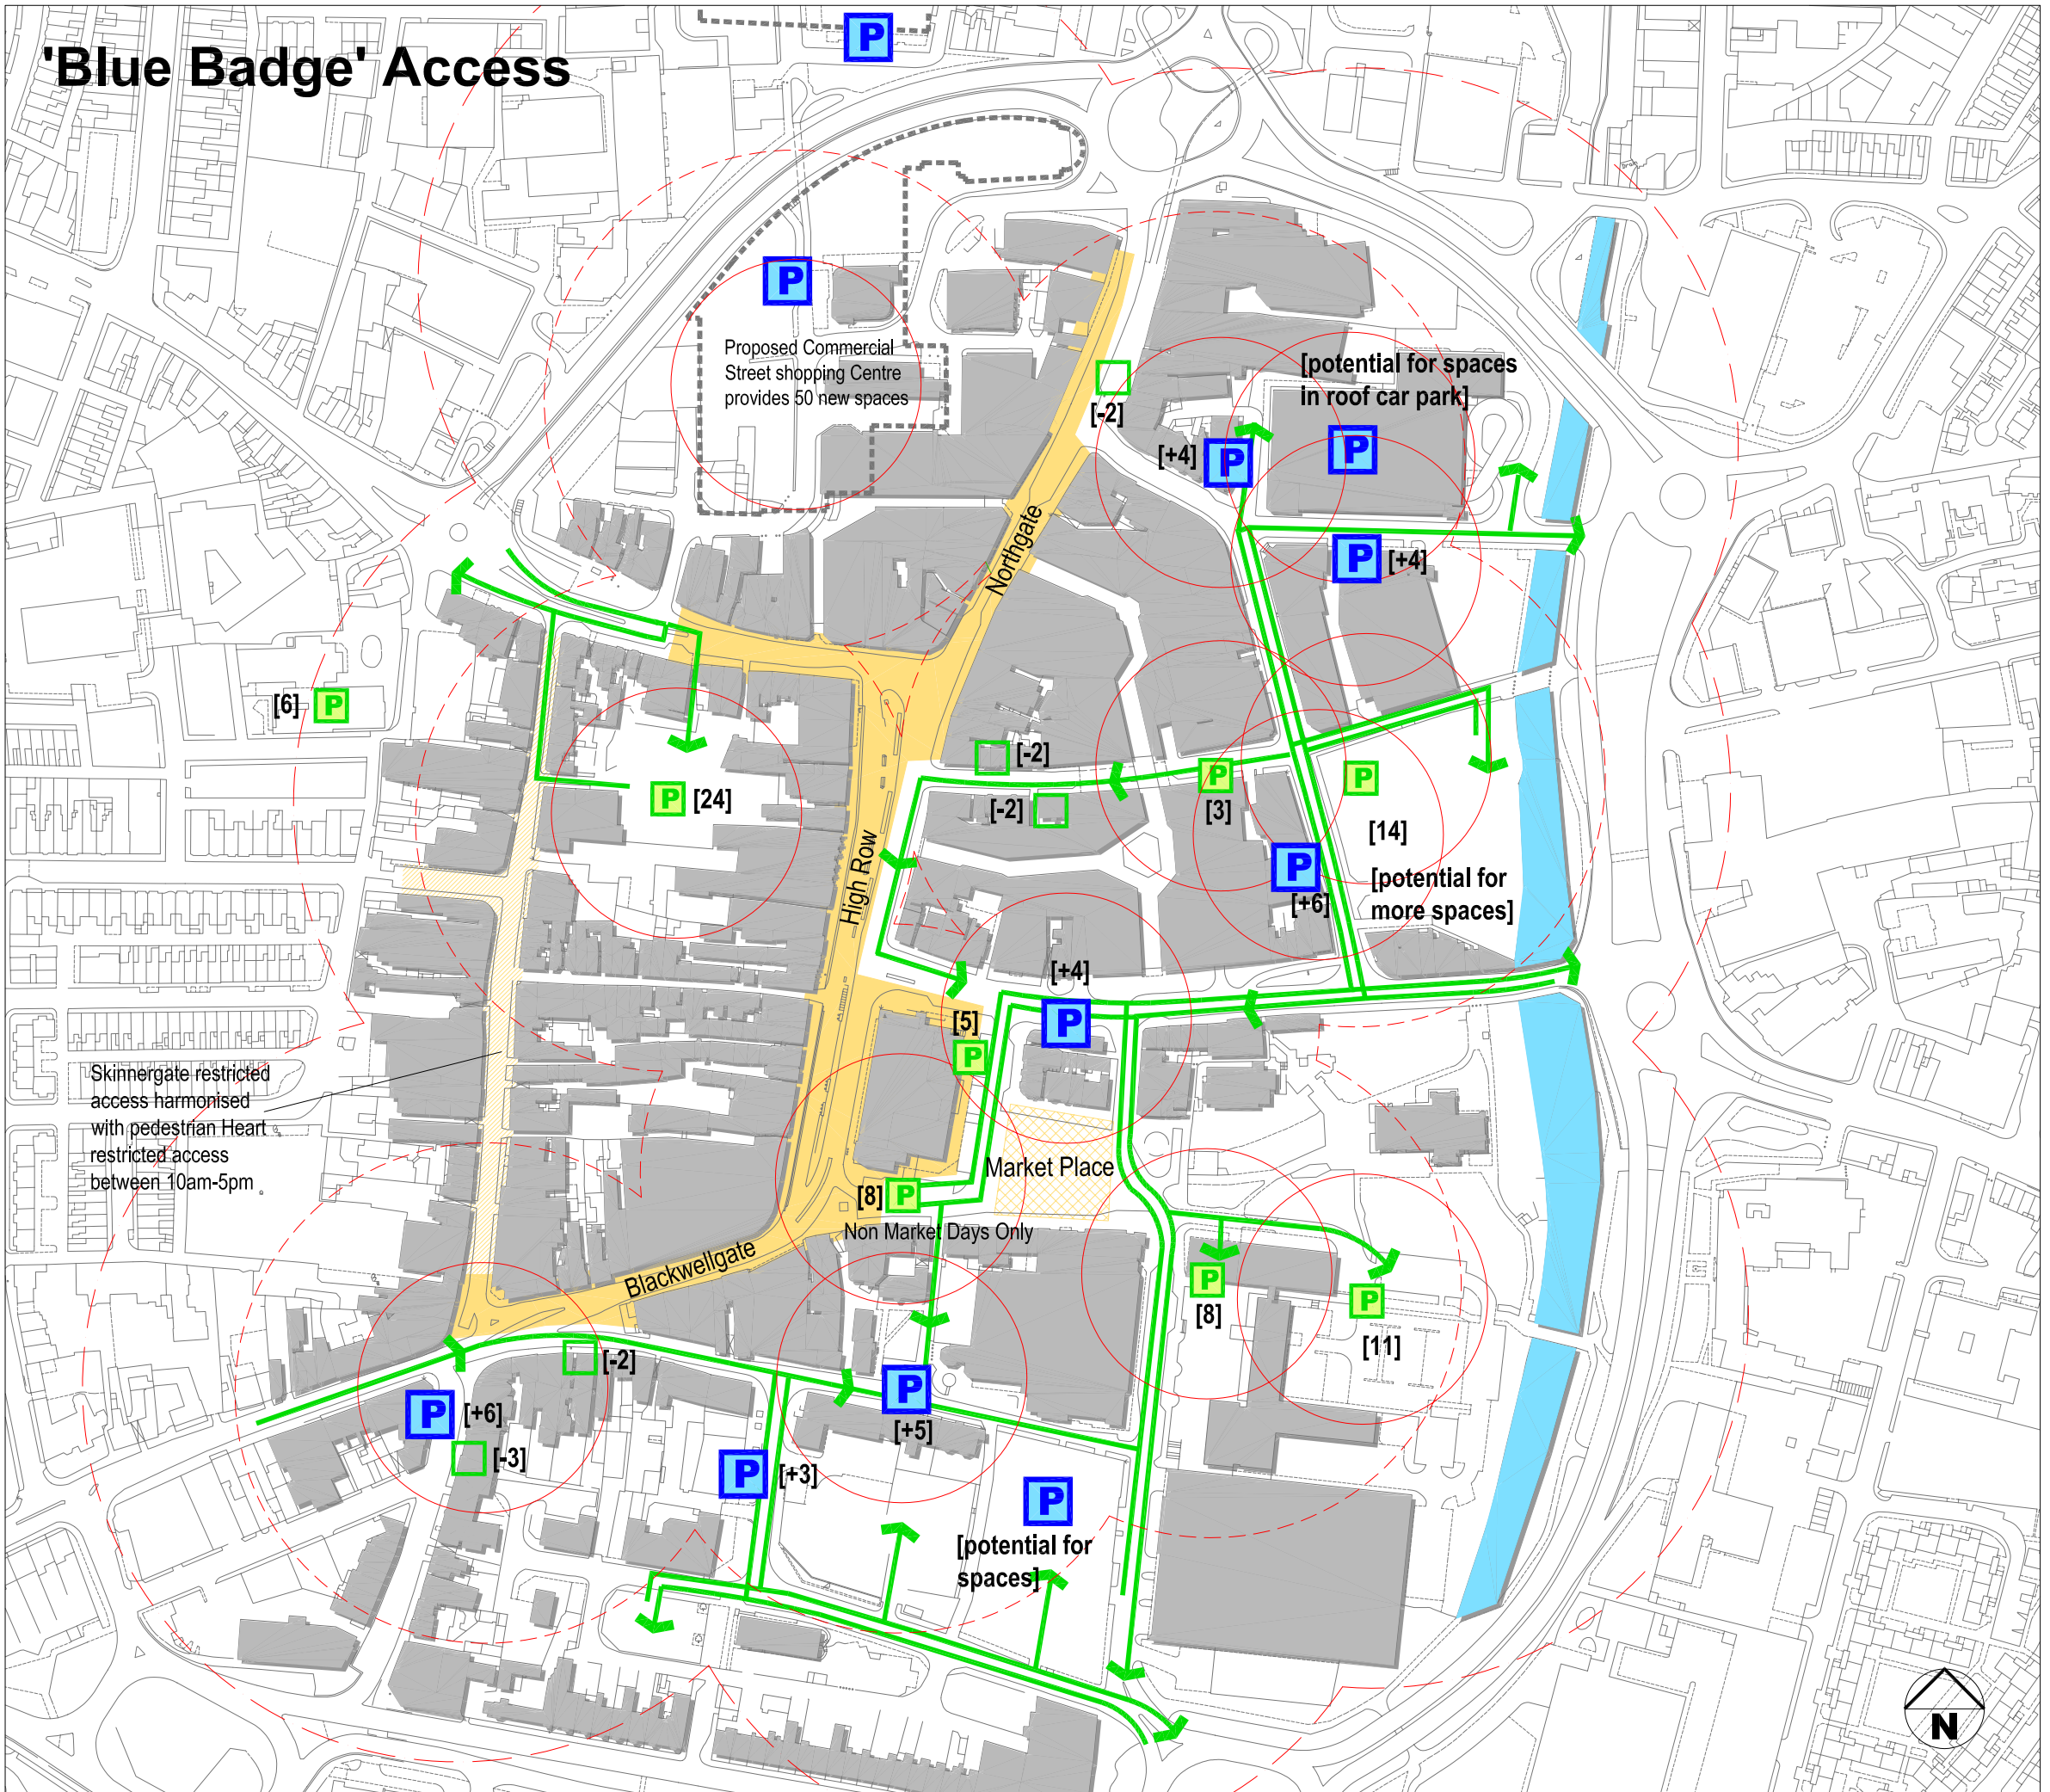 P
'Blue Badge' Access
P
Proposed Commercial
Street shopping Centre
provides 50 new spaces
[potential for spaces
in roof car park]
[-2]
[+4]
P
P
Northgate
P
[+4]
[6]
P
[-2]
P
[3]
P
P
[24]
[-2]
[14]
High Row
P
[+6]
[potential for
more spaces]
[+4]
P
[5]
P
Skinnergate restricted
access harmonised
with pedestrian Heart
restricted access
between 10am-5pm
Market Place
[8]
P
Non Market Days Only
Blackwellgate
P
[8]
P
[11]
[-2]
P
[+6]
P
[+5]
[-3]
P
[+3]
P
[potential for
spaces]
N